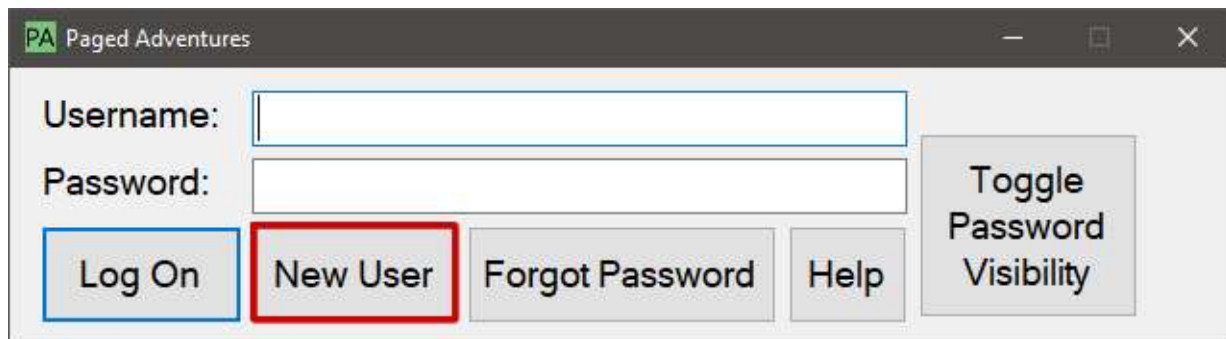 PA Paged Adventures
Username:
Password:
Toggle
Password
Visibility
Log On New User Forgot Password Help